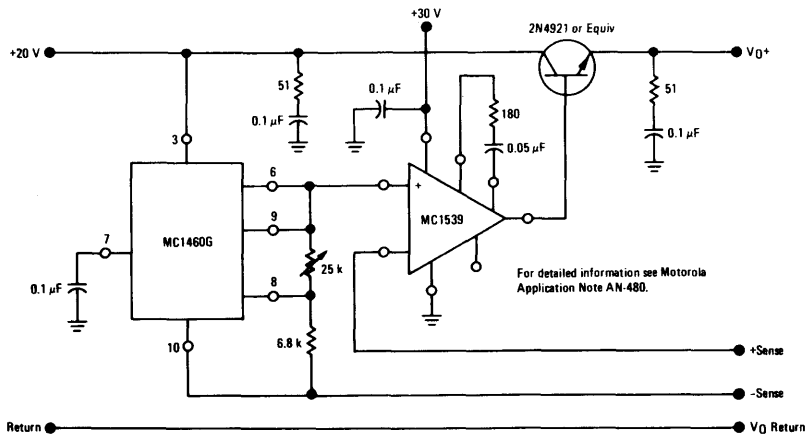 +30 V
2N4921 or Equiv
+20 V
VO+
51
0.1 µF
0.1 µF
180
0.05 µF
51
0.1 µF
3
6
+
MC1460G
9
MC1539
7
25 k
0.1 µF
8
For detailed information see Motorola
Application Note AN-480.
10
6.8 k
+Sense
-Sense
Return
VO Return